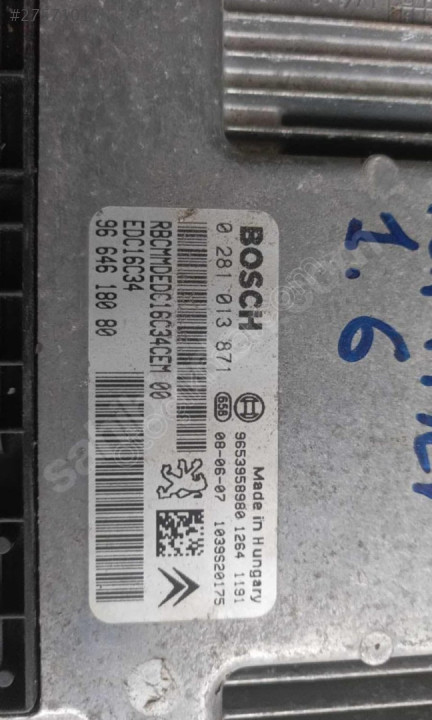 #27
BOSCH
0 281 013 871
RBCMMDEDC16C34CEM 00
EDC16C34
96 646 180 80
Made in Hungary
9653958980 1264 1191
656 08-06-07 1039S20175
1.6